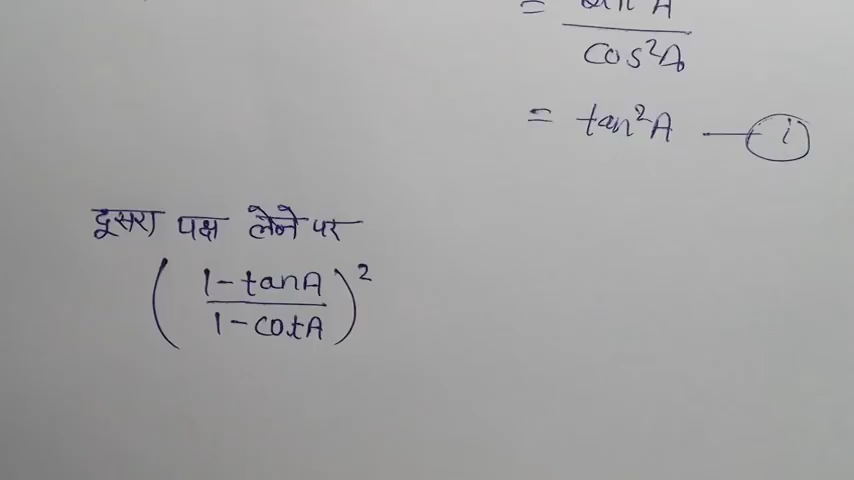 =
cos²A
= tan²A — i
दूसरा पक्ष लेने पर
( 1 - tanA )²
1 - cotA